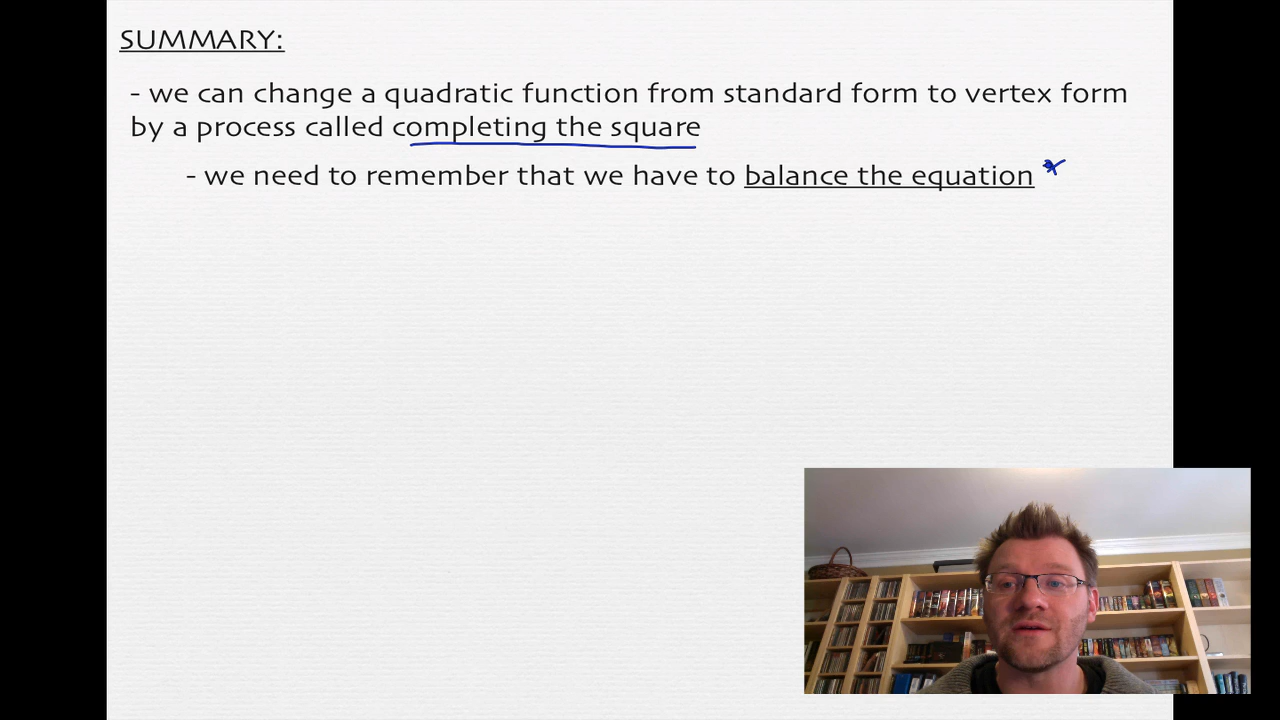 SUMMARY:
- we can change a quadratic function from standard form to vertex form
by a process called completing the square
- we need to remember that we have to balance the equation